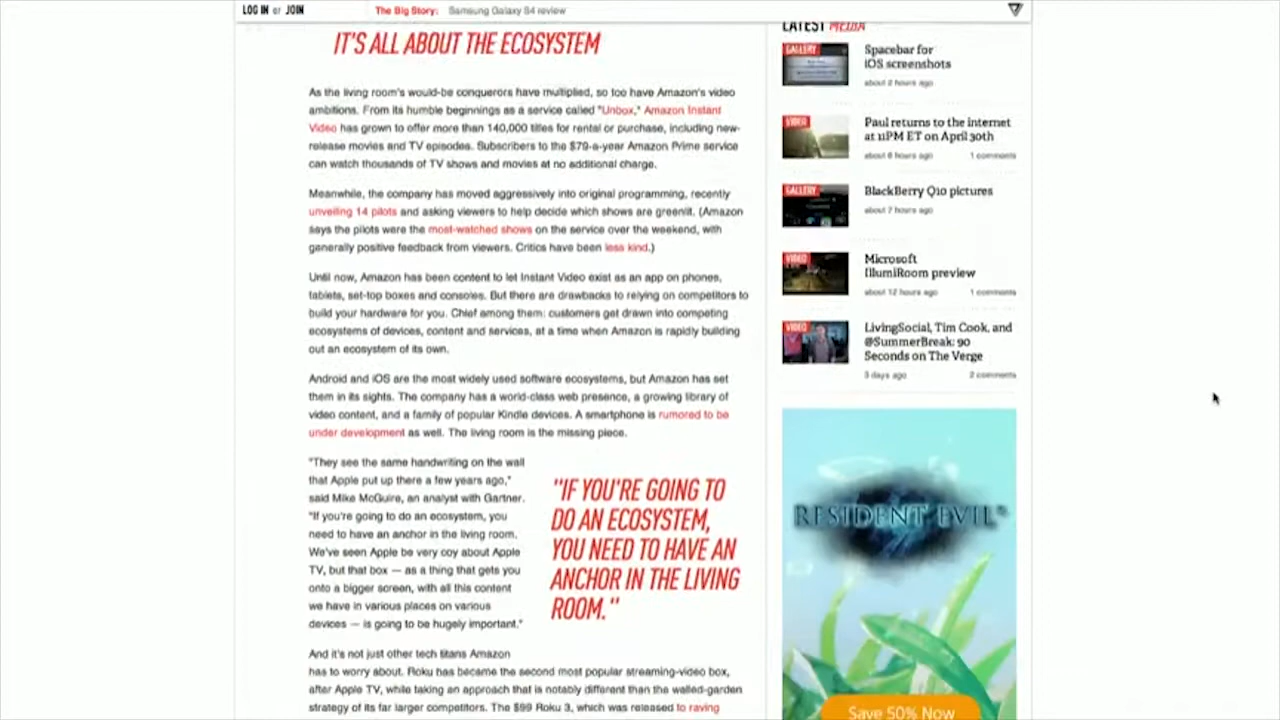 LOG IN or JOIN
The Big Story: Samsung Galaxy S4 review
IT'S ALL ABOUT THE ECOSYSTEM
As the living room's would-be conquerors have multiplied, so too have Amazon's video
ambitions. From its humble beginnings as a service called "Unbox," Amazon Instant
Video has grown to offer more than 140,000 titles for rental or purchase, including new-
release movies and TV episodes. Subscribers to the $79-a-year Amazon Prime service
can watch thousands of TV shows and movies at no additional charge.
Meanwhile, the company has moved aggressively into original programming, recently
unveiling 14 pilots and asking viewers to help decide which shows are greenlit. (Amazon
says the pilots were the most-watched shows on the service over the weekend, with
generally positive feedback from viewers. Critics have been less kind.)
Until now, Amazon has been content to let Instant Video exist as an app on phones,
tablets, set-top boxes and consoles. But there are drawbacks to relying on competitors to
build your hardware for you. Chief among them: customers get drawn into competing
ecosystems of devices, content and services, at a time when Amazon is rapidly building
out an ecosystem of its own.
Android and iOS are the most widely used software ecosystems, but Amazon has set
them in its sights. The company has a world-class web presence, a growing library of
video content, and a family of popular Kindle devices. A smartphone is rumored to be
under development as well. The living room is the missing piece.
"They see the same handwriting on the wall
that Apple put up there a few years ago,"
said Mike McGuire, an analyst with Gartner.
"If you're going to do an ecosystem, you
need to have an anchor in the living room.
We've seen Apple be very coy about Apple
TV, but that box — as a thing that gets you
onto a bigger screen, with all this content
we have in various places on various
devices — is going to be hugely important."
"IF YOU'RE GOING TO
DO AN ECOSYSTEM,
YOU NEED TO HAVE AN
ANCHOR IN THE LIVING
ROOM."
And it's not just other tech titans Amazon
has to worry about. Roku has became the second most popular streaming-video box,
after Apple TV, while taking an approach that is notably different than the walled-garden
strategy of its far larger competitors. The $99 Roku 3, which was released to raving
LATEST MEDIA
GALLERY
Spacebar for
iOS screenshots
about 2 hours ago
VIDEO
Paul returns to the internet
at 11PM ET on April 30th
about 6 hours ago 1 comments
GALLERY
BlackBerry Q10 pictures
about 7 hours ago
VIDEO
Microsoft
IllumiRoom preview
about 12 hours ago 1 comments
VIDEO
LivingSocial, Tim Cook, and
@SummerBreak: 90
Seconds on The Verge
3 days ago 2 comments
RESIDENT EVIL®
Save 50% Now